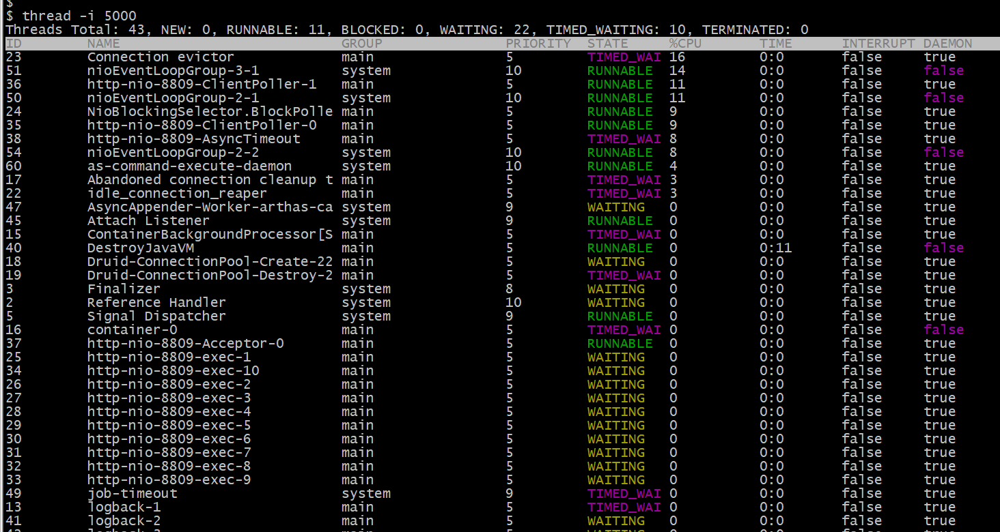 $
$ thread -i 5000
Threads Total: 43, NEW: 0, RUNNABLE: 11, BLOCKED: 0, WAITING: 22, TIMED_WAITING: 10, TERMINATED: 0
ID NAME GROUP PRIORITY STATE %CPU TIME INTERRUPT DAEMON
23 Connection evictor main 5 TIMED_WAI 16 0:0 false true
51 nioEventLoopGroup-3-1 system 10 RUNNABLE 14 0:0 false false
36 http-nio-8809-ClientPoller-1 main 5 RUNNABLE 11 0:0 false true
50 nioEventLoopGroup-2-1 system 10 RUNNABLE 11 0:0 false false
24 NioBlockingSelector.BlockPolle main 5 RUNNABLE 9 0:0 false true
35 http-nio-8809-ClientPoller-0 main 5 RUNNABLE 9 0:0 false true
38 http-nio-8809-AsyncTimeout main 5 TIMED_WAI 8 0:0 false true
54 nioEventLoopGroup-2-2 system 10 RUNNABLE 8 0:0 false false
60 as-command-execute-daemon system 10 RUNNABLE 4 0:0 false true
17 Abandoned connection cleanup t main 5 TIMED_WAI 3 0:0 false true
22 idle_connection_reaper main 5 TIMED_WAI 3 0:0 false true
47 AsyncAppender-Worker-arthas-ca system 9 WAITING 0 0:0 false true
45 Attach Listener system 9 RUNNABLE 0 0:0 false true
15 ContainerBackgroundProcessor[S main 5 TIMED_WAI 0 0:0 false true
40 DestroyJavaVM main 5 RUNNABLE 0 0:11 false false
18 Druid-ConnectionPool-Create-22 main 5 WAITING 0 0:0 false true
19 Druid-ConnectionPool-Destroy-2 main 5 TIMED_WAI 0 0:0 false true
3 Finalizer system 8 WAITING 0 0:0 false true
2 Reference Handler system 10 WAITING 0 0:0 false true
5 Signal Dispatcher system 9 RUNNABLE 0 0:0 false true
16 container-0 main 5 TIMED_WAI 0 0:0 false false
37 http-nio-8809-Acceptor-0 main 5 RUNNABLE 0 0:0 false true
25 http-nio-8809-exec-1 main 5 WAITING 0 0:0 false true
34 http-nio-8809-exec-10 main 5 WAITING 0 0:0 false true
26 http-nio-8809-exec-2 main 5 WAITING 0 0:0 false true
27 http-nio-8809-exec-3 main 5 WAITING 0 0:0 false true
28 http-nio-8809-exec-4 main 5 WAITING 0 0:0 false true
29 http-nio-8809-exec-5 main 5 WAITING 0 0:0 false true
30 http-nio-8809-exec-6 main 5 WAITING 0 0:0 false true
31 http-nio-8809-exec-7 main 5 WAITING 0 0:0 false true
32 http-nio-8809-exec-8 main 5 WAITING 0 0:0 false true
33 http-nio-8809-exec-9 main 5 WAITING 0 0:0 false true
49 job-timeout system 9 TIMED_WAI 0 0:0 false true
13 logback-1 main 5 TIMED_WAI 0 0:0 false true
41 logback-2 main 5 WAITING 0 0:0 false true